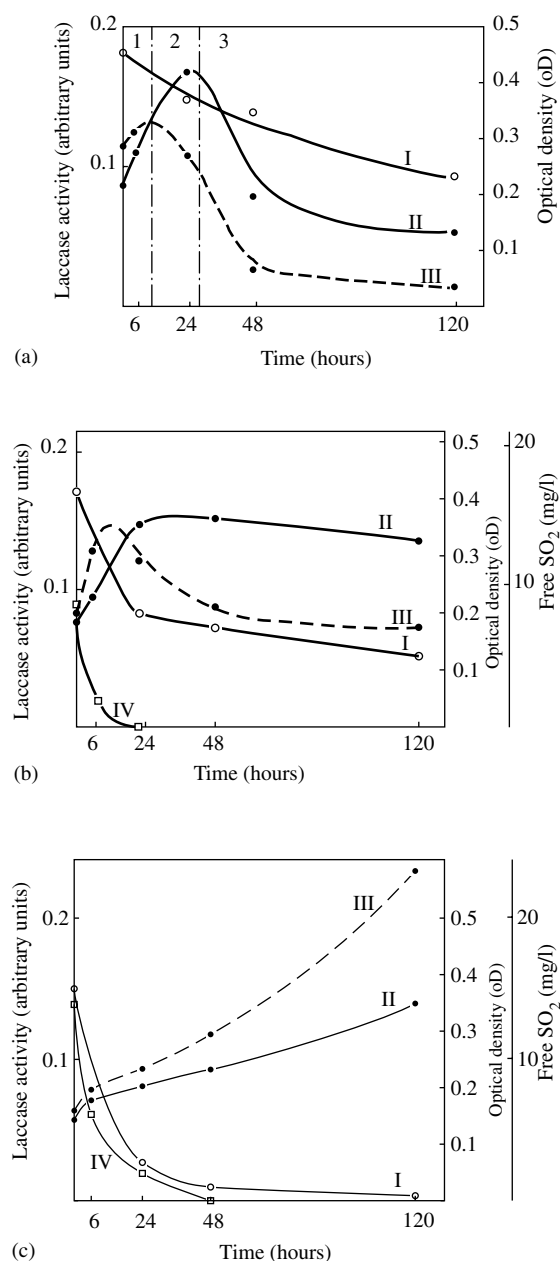 0.2
1 2 3
0.5
0.4
0.3
0.2
0.1
0.1
Laccase activity (arbitrary units)
Optical density (oD)
I
II
III
6 24 48 120
(a)
Time (hours)
0.2
0.1
Laccase activity (arbitrary units)
0.5
0.4
0.3
0.2
0.1
Optical density (oD)
20
10
Free SO2 (mg/l)
II
III
I
IV
6 24 48 120
(b)
Time (hours)
0.2
0.1
Laccase activity (arbitrary units)
0.5
0.4
0.3
0.2
0.1
Optical density (oD)
20
10
Free SO2 (mg/l)
III
II
IV
I
6 24 48 120
(c)
Time (hours)